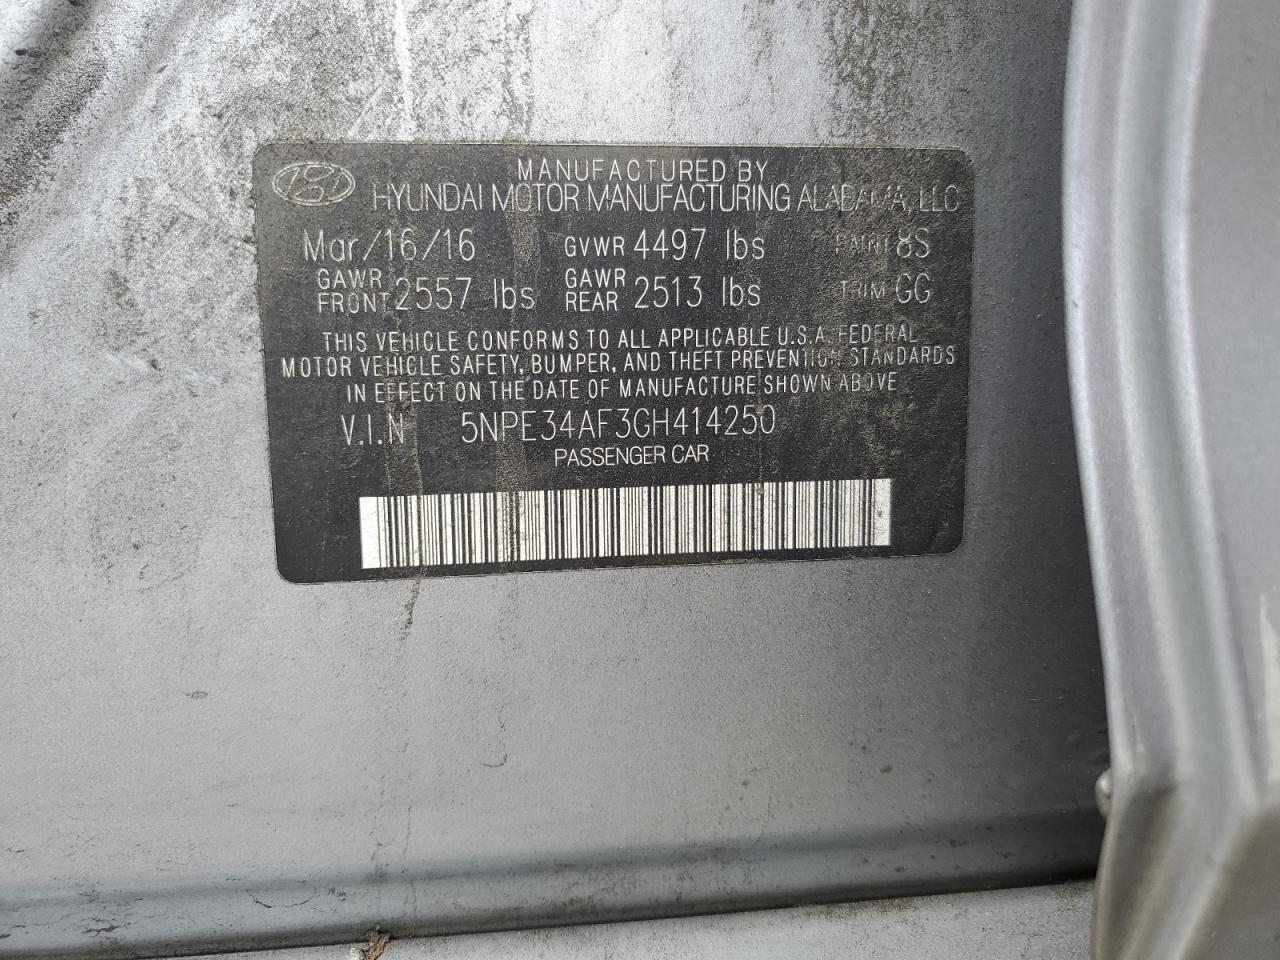 MANUFACTURED BY
HYUNDAI MOTOR MANUFACTURING ALABAMA, LLC
Mar/16/16 GVWR 4497 lbs PAINT 8S
GAWR FRONT 2557 lbs GAWR REAR 2513 lbs TRIM GG
THIS VEHICLE CONFORMS TO ALL APPLICABLE U.S.A. FEDERAL
MOTOR VEHICLE SAFETY, BUMPER, AND THEFT PREVENTION STANDARDS
IN EFFECT ON THE DATE OF MANUFACTURE SHOWN ABOVE
V.I.N 5NPE34AF3GH414250
PASSENGER CAR